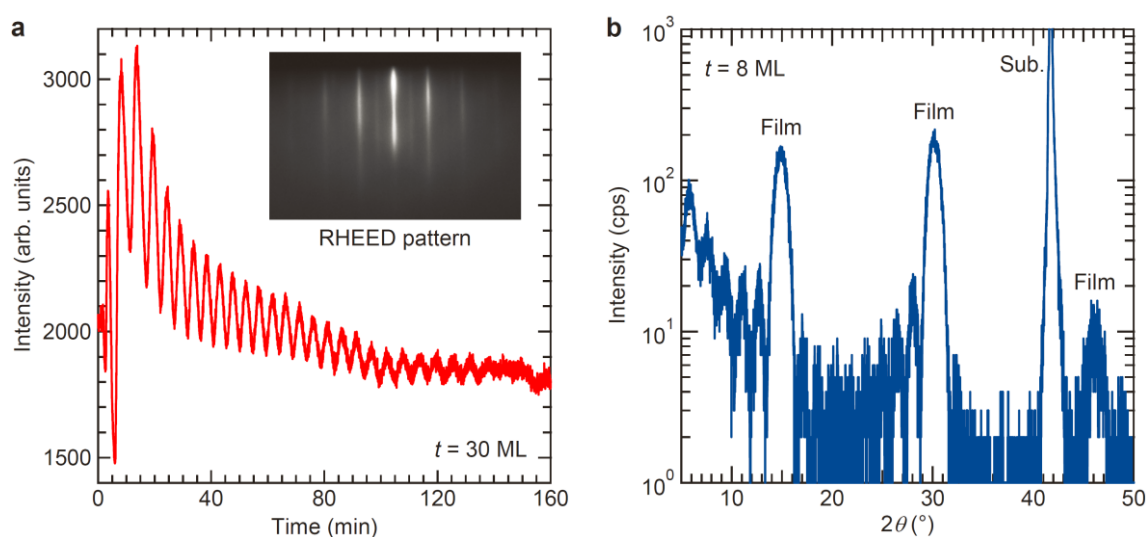 a
3000
2500
2000
1500
Intensity (arb. units)
RHEED pattern
t = 30 ML
0
40
80
120
160
Time (min)
b
10³
10²
10¹
10⁰
Intensity (cps)
t = 8 ML
Film
Film
Sub.
Film
10
20
30
40
50
2θ (°)